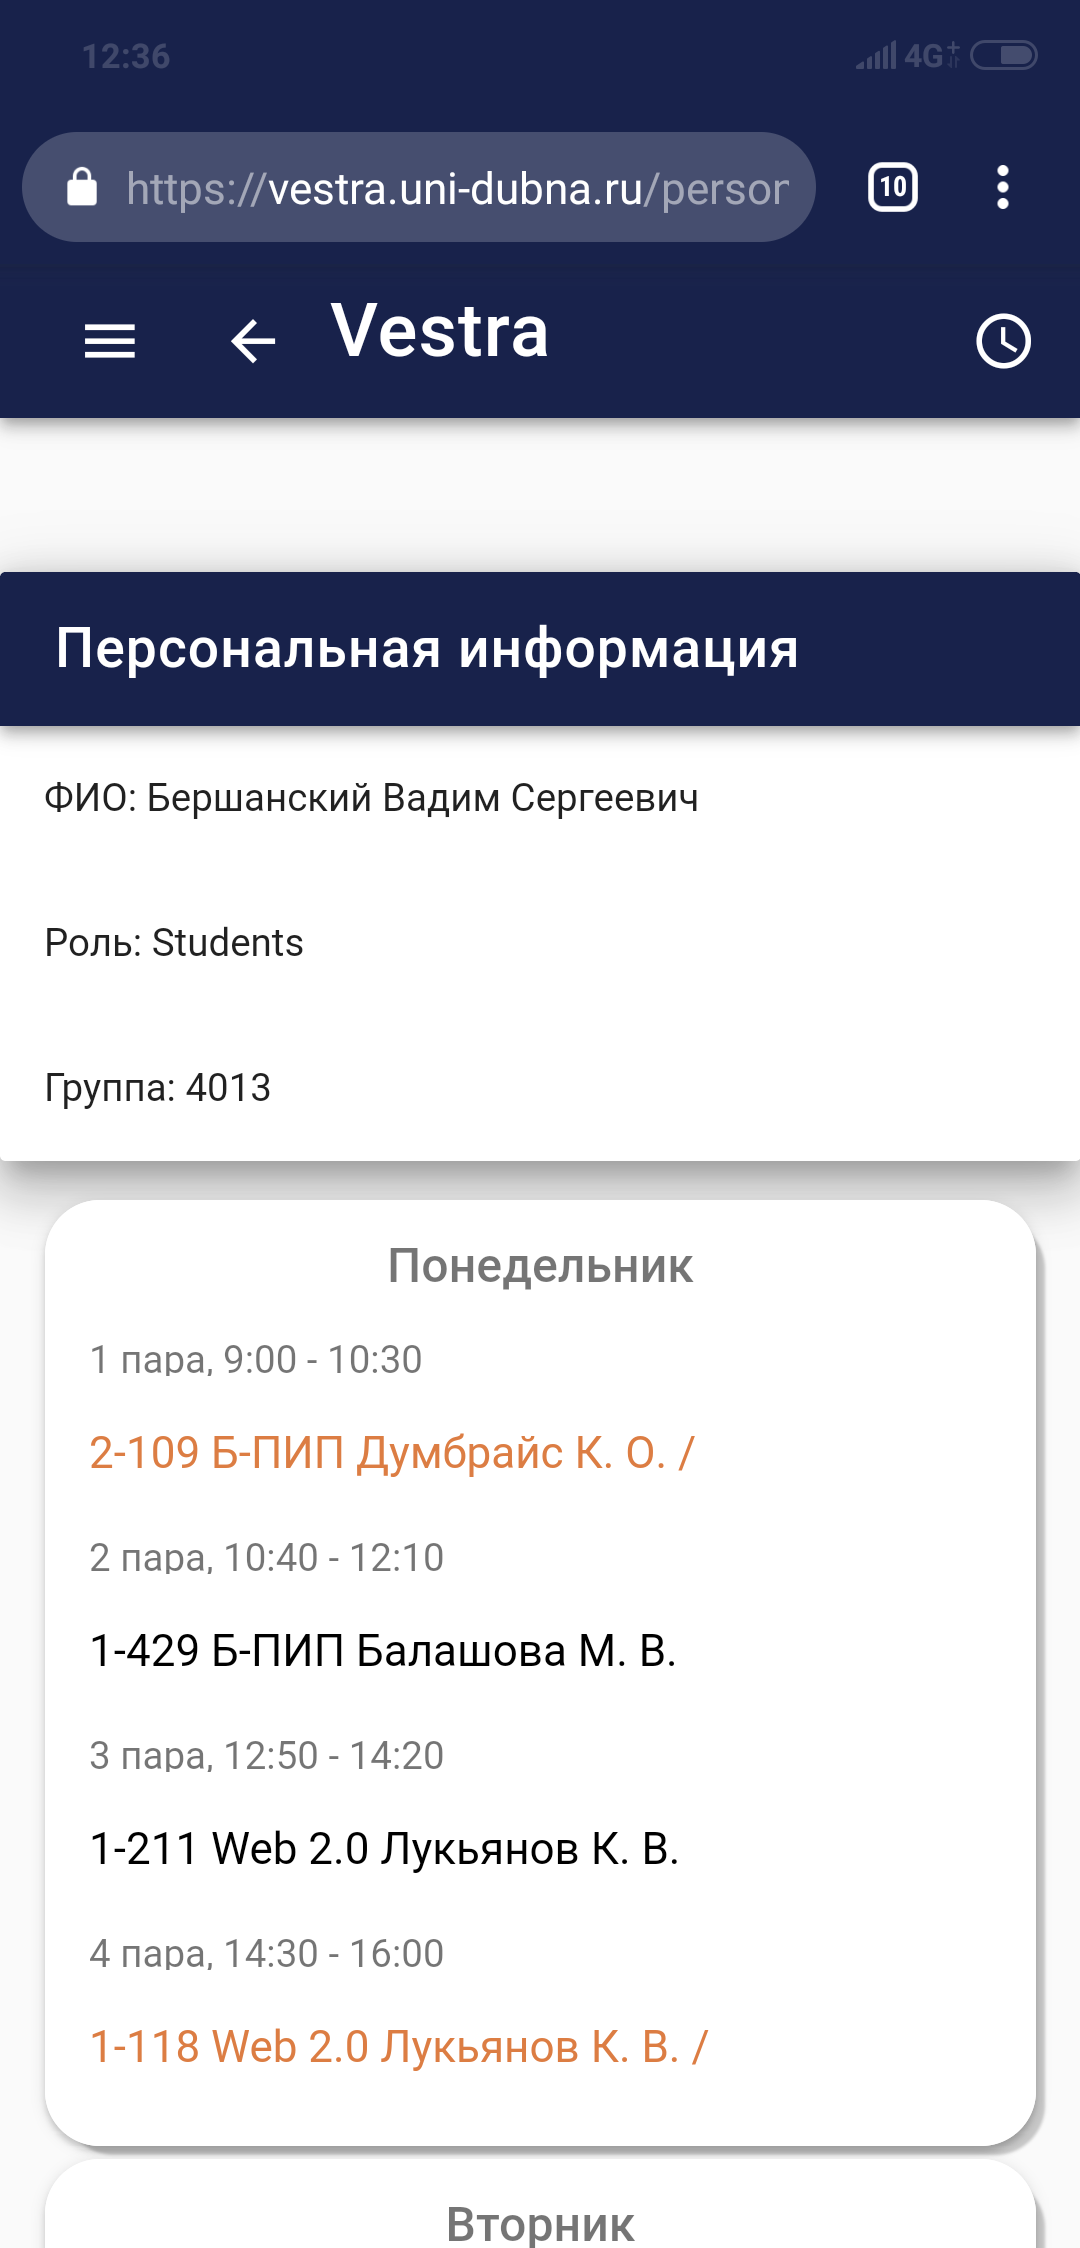 12:36 4G+
https://vestra.uni-dubna.ru/person 10
Vestra
Персональная информация
ФИО: Бершанский Вадим Сергеевич
Роль: Students
Группа: 4013
Понедельник
1 пара, 9:00 - 10:30
2-109 Б-ПИП Думбрайс К. О. /
2 пара, 10:40 - 12:10
1-429 Б-ПИП Балашова М. В.
3 пара, 12:50 - 14:20
1-211 Web 2.0 Лукьянов К. В.
4 пара, 14:30 - 16:00
1-118 Web 2.0 Лукьянов К. В. /
Вторник